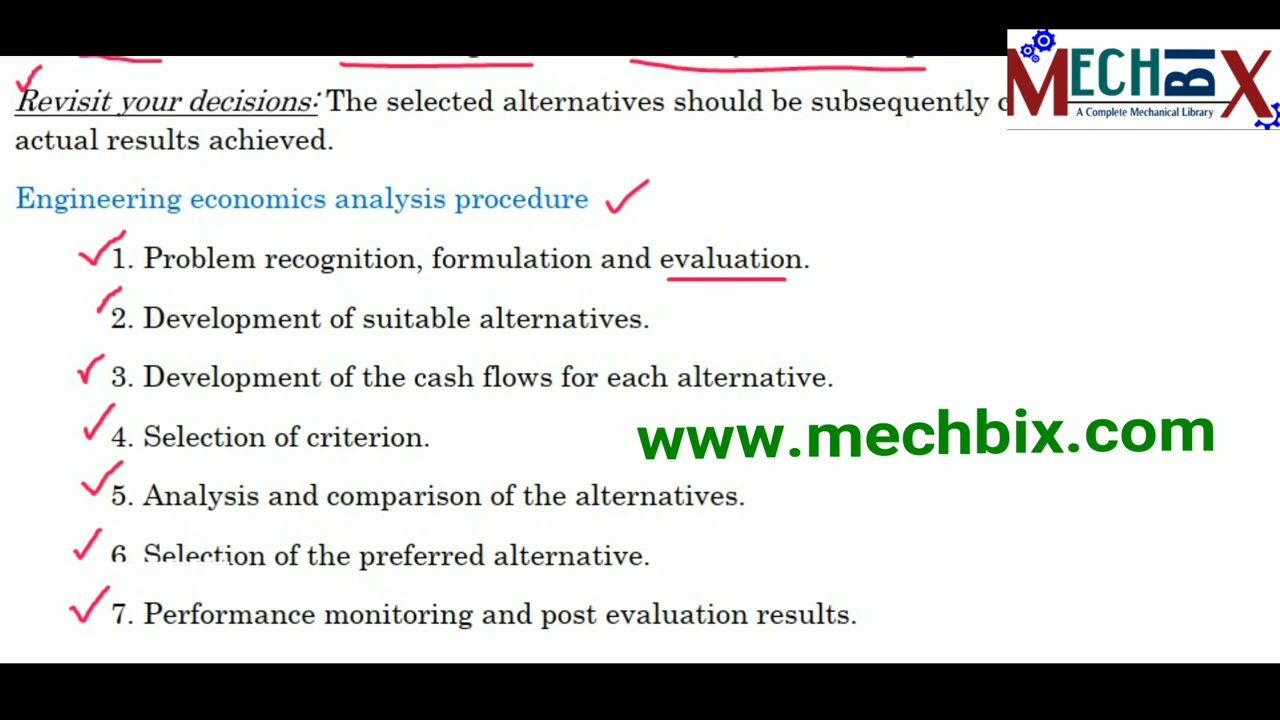 MECHBIX
A Complete Mechanical Library
Revisit your decisions: The selected alternatives should be subsequently
actual results achieved.
Engineering economics analysis procedure
1. Problem recognition, formulation and evaluation.
2. Development of suitable alternatives.
3. Development of the cash flows for each alternative.
4. Selection of criterion.
www.mechbix.com
5. Analysis and comparison of the alternatives.
6. Selection of the preferred alternative.
7. Performance monitoring and post evaluation results.